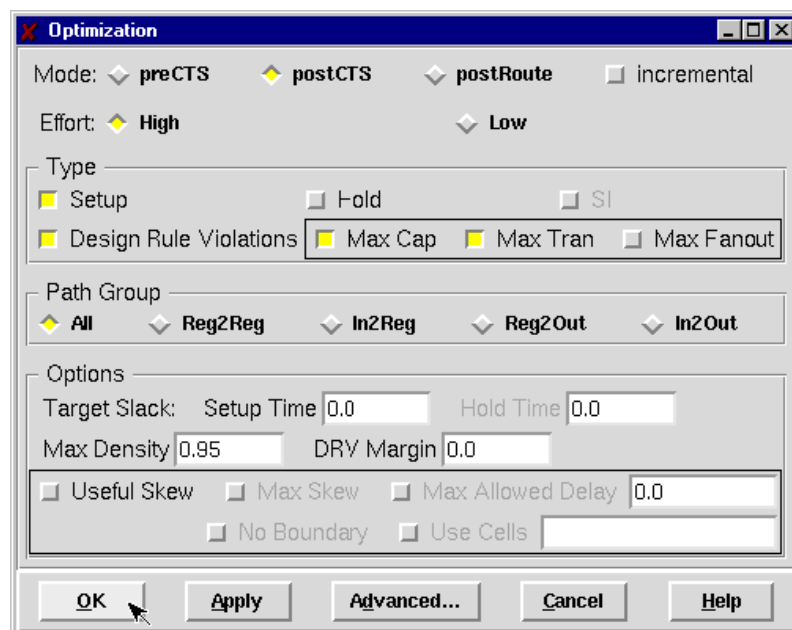 Optimization
Mode: preCTS postCTS postRoute incremental
Effort: High Low
Type
Setup Hold SI
Design Rule Violations Max Cap Max Tran Max Fanout
Path Group
All Reg2Reg In2Reg Reg2Out In2Out
Options
Target Slack: Setup Time 0.0 Hold Time 0.0
Max Density 0.95 DRV Margin 0.0
Useful Skew Max Skew Max Allowed Delay 0.0
No Boundary Use Cells
OK Apply Advanced... Cancel Help